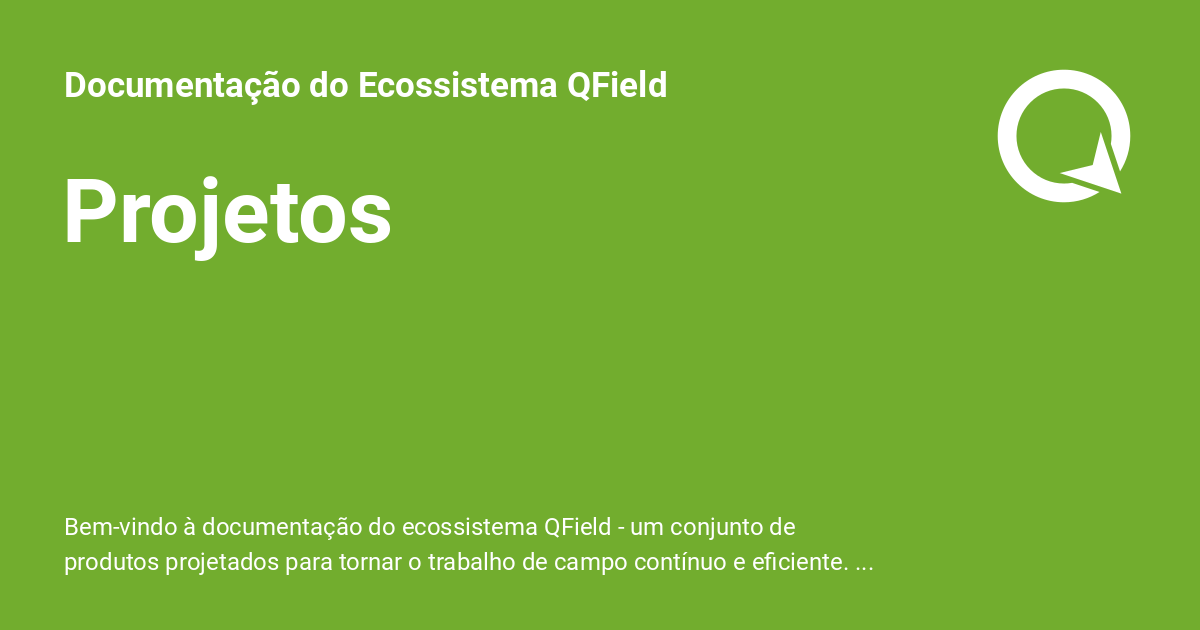 Documentação do Ecossistema QField
Projetos
Bem-vindo à documentação do ecossistema QField - um conjunto de
produtos projetados para tornar o trabalho de campo contínuo e eficiente. ...